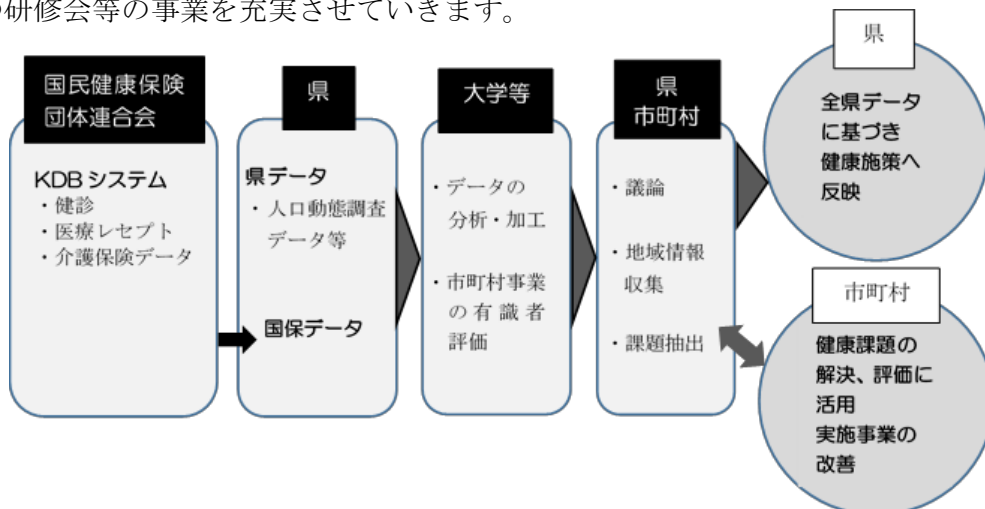 研修会等の事業を充実させていきます。
国民健康保険
団体連合会
KDBシステム
・健診
・医療レセプト
・介護保険データ
県
県データ
・人口動態調査
データ等
国保データ
大学等
・データの
分析・加工
・市町村事業
の有識者
評価
県
市町村
・議論
・地域情報
収集
・課題抽出
県
全県データ
に基づき
健康施策へ
反映
市町村
健康課題の
解決、評価に
活用
実施事業の
改善